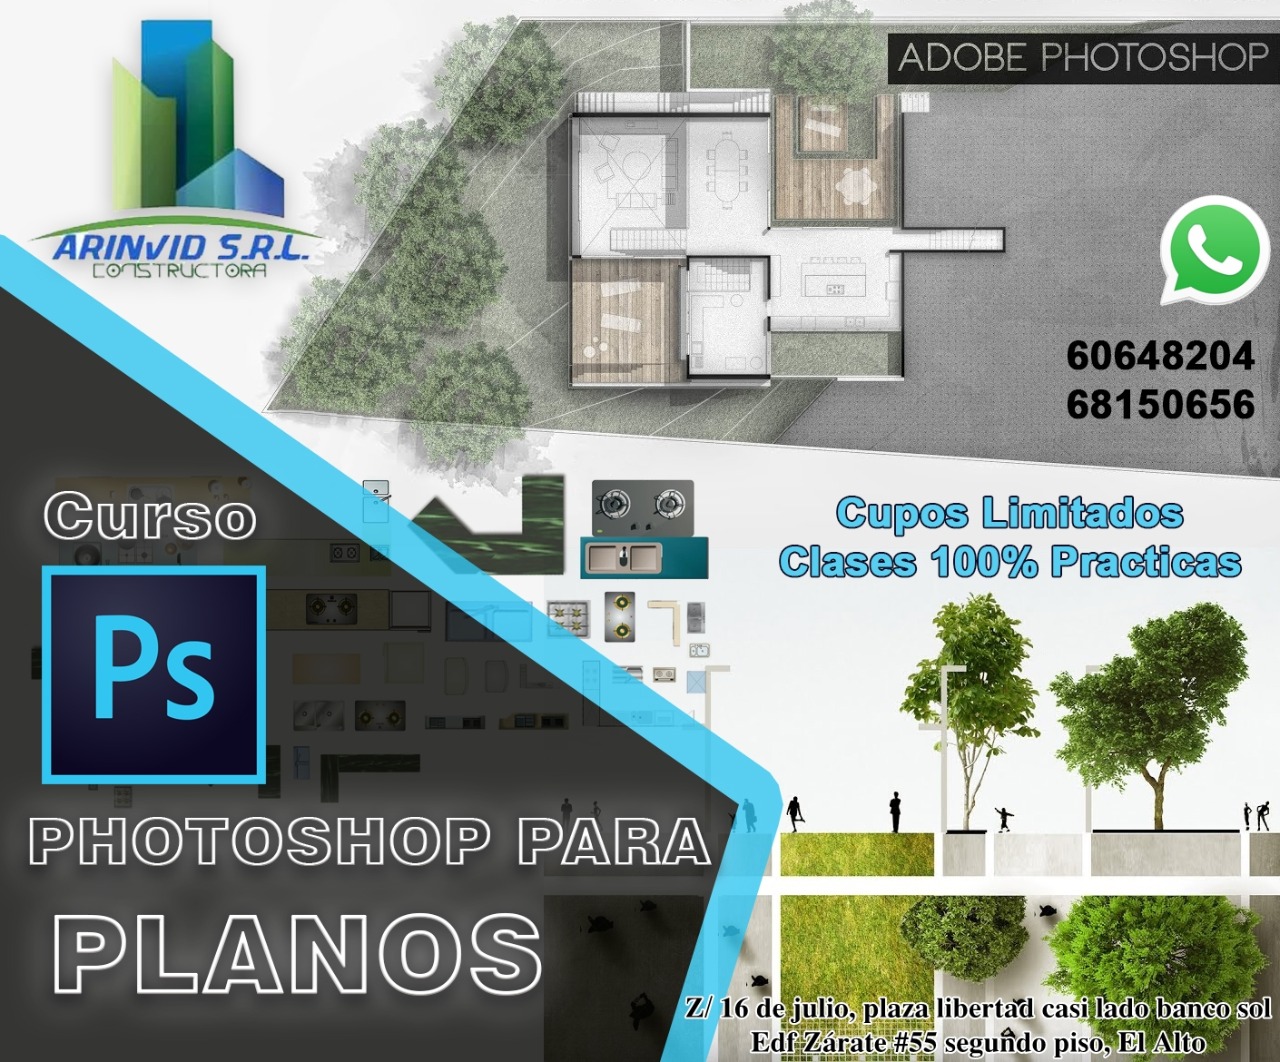 ARINVID S.R.L.
CONSTRUCTORA
ADOBE PHOTOSHOP
60648204
68150656
Cupos Limitados
Clases 100% Practicas
Curso
Ps
PHOTOSHOP PARA
PLANOS
Z/ 16 de julio, plaza libertad casi lado banco sol
Edf Zárate #55 segundo piso, El Alto